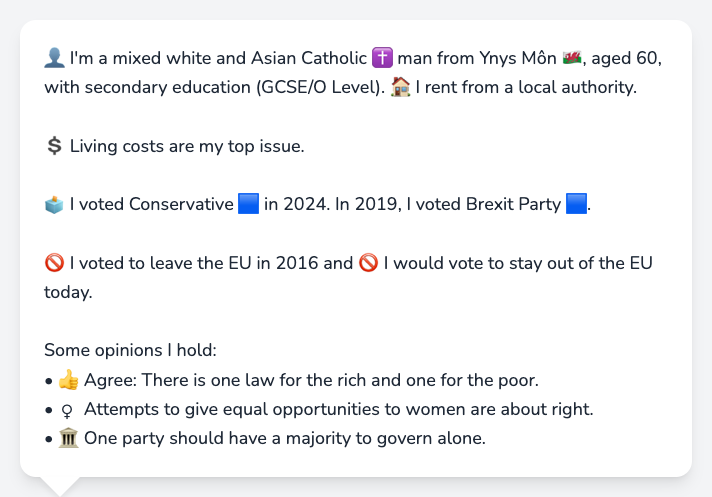 👤 I'm a mixed white and Asian Catholic ✝️ man from Ynys Môn 🏴󠁧󠁢󠁷󠁬󠁳󠁿, aged 60,
with secondary education (GCSE/O Level). 🏠 I rent from a local authority.
💲 Living costs are my top issue.
🗳️ I voted Conservative 🟦 in 2024. In 2019, I voted Brexit Party 🟦.
🚫 I voted to leave the EU in 2016 and 🚫 I would vote to stay out of the EU
today.
Some opinions I hold:
• 👍 Agree: There is one law for the rich and one for the poor.
• ♀ Attempts to give equal opportunities to women are about right.
• 🏛️ One party should have a majority to govern alone.